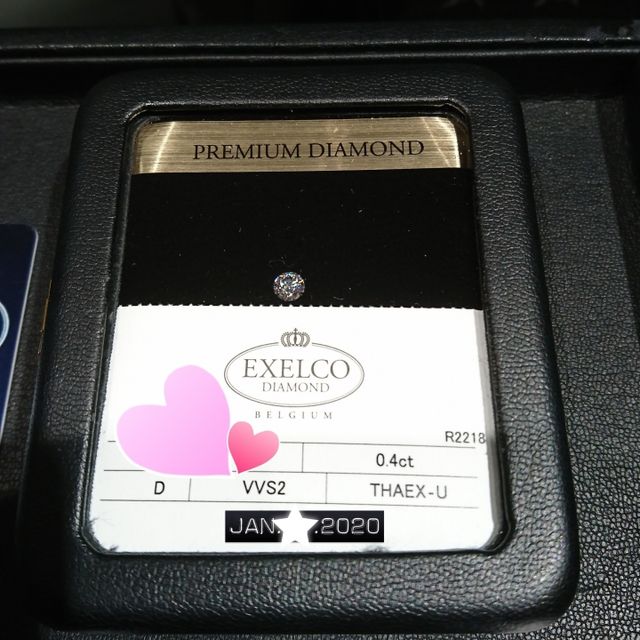 PREMIUM DIAMOND
EXELCO
DIAMOND
BELGIUM
R2218
0.4ct
D VVS2 THAEX-U
JAN. .2020